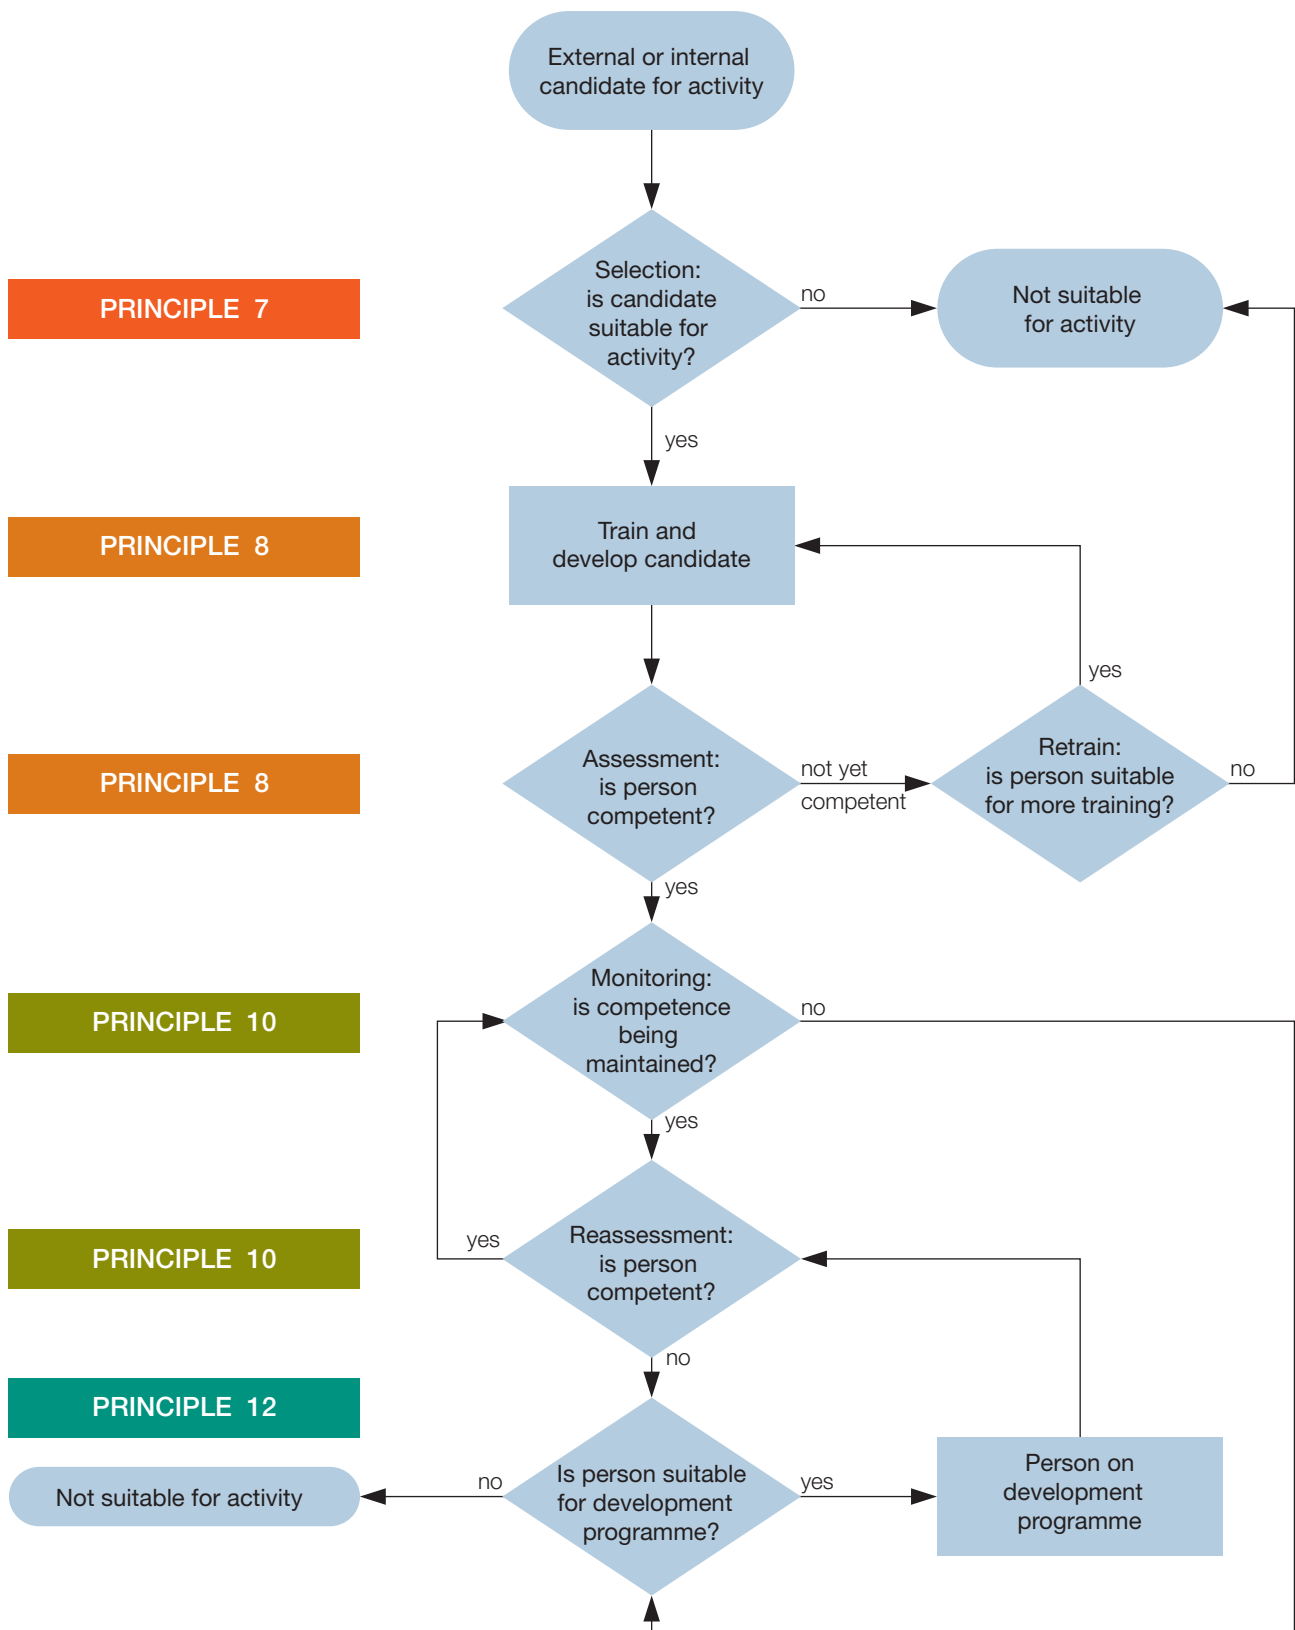 External or internal
candidate for activity
PRINCIPLE 7
Selection:
is candidate
suitable for
activity?
no
Not suitable
for activity
yes
PRINCIPLE 8
Train and
develop candidate
yes
PRINCIPLE 8
Assessment:
is person
competent?
not yet
competent
Retrain:
is person suitable
for more training?
no
yes
PRINCIPLE 10
Monitoring:
is competence
being
maintained?
no
yes
PRINCIPLE 10
yes
Reassessment:
is person
competent?
no
PRINCIPLE 12
Not suitable for activity
no
Is person suitable
for development
programme?
yes
Person on
development
programme